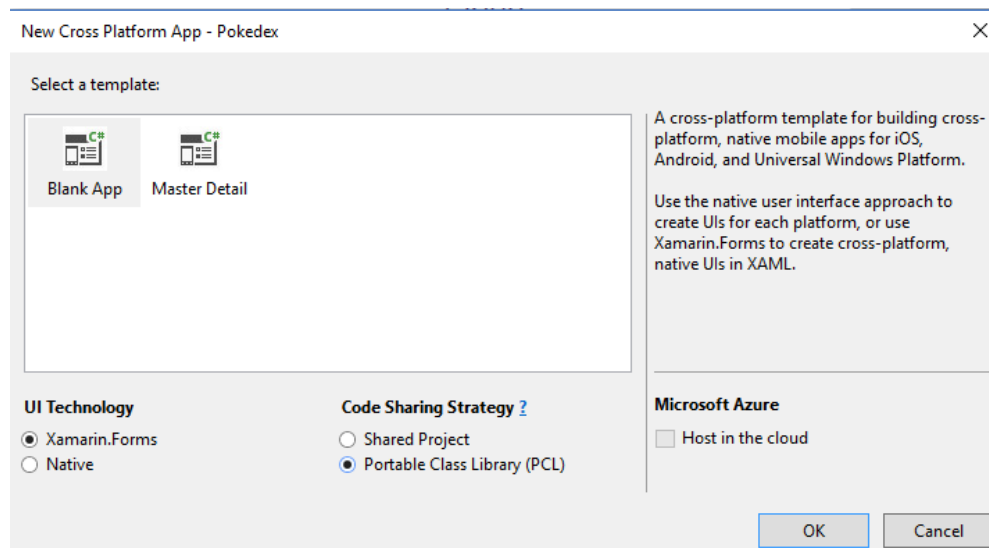 New Cross Platform App - Pokedex
Select a template:
C#
Blank App
C#
Master Detail
A cross-platform template for building cross-
platform, native mobile apps for iOS,
Android, and Universal Windows Platform.
Use the native user interface approach to
create UIs for each platform, or use
Xamarin.Forms to create cross-platform,
native UIs in XAML.
UI Technology
Xamarin.Forms
Native
Code Sharing Strategy ?
Shared Project
Portable Class Library (PCL)
Microsoft Azure
Host in the cloud
OK
Cancel